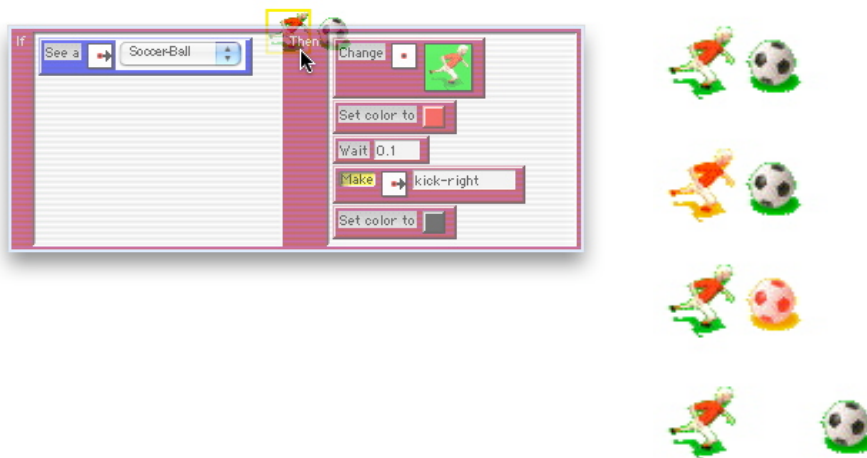 If
See a Soccer-Ball
Then
Change
Set color to
Wait 0.1
Make kick-right
Set color to